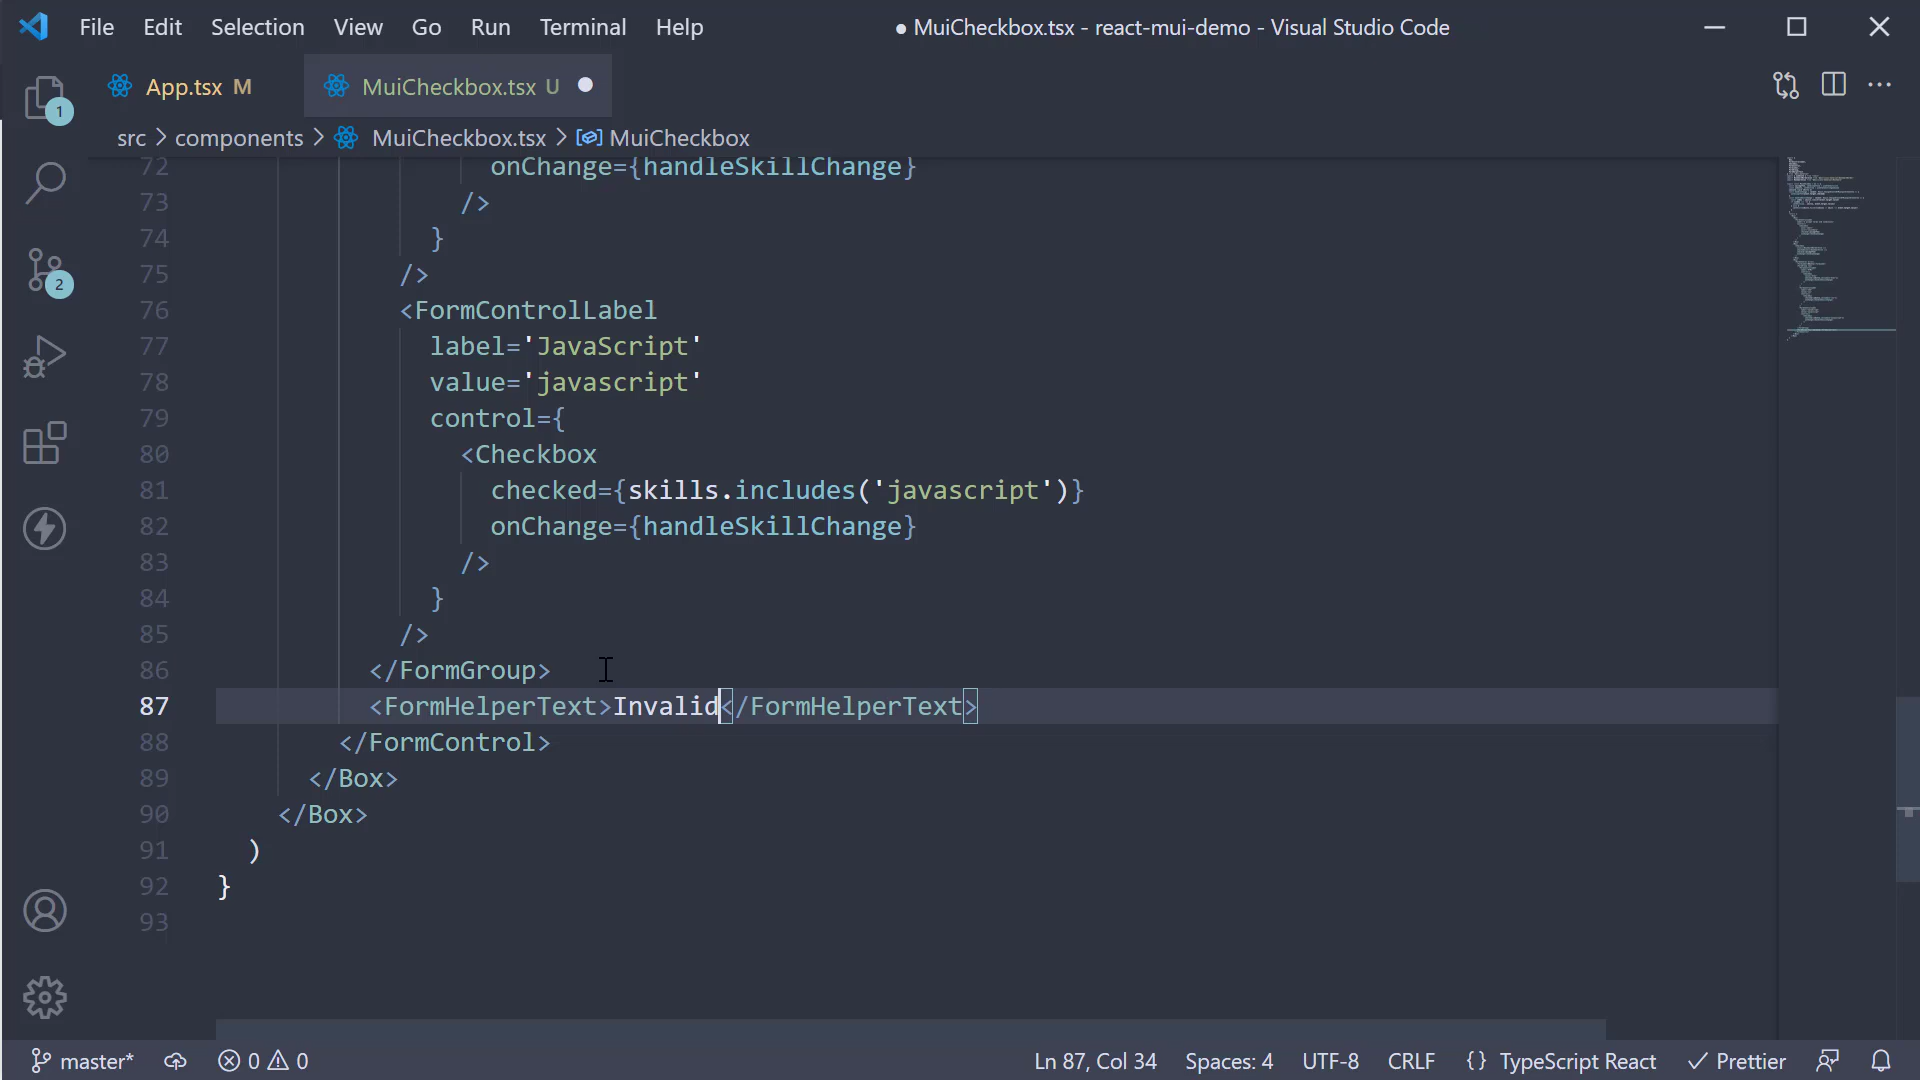 File Edit Selection View Go Run Terminal Help ● MuiCheckbox.tsx - react-mui-demo - Visual Studio Code
App.tsx M MuiCheckbox.tsx U
src > components > MuiCheckbox.tsx > MuiCheckbox
72 onChange={handleSkillChange}
73 />
74 }
75 />
76 <FormControlLabel
77 label='JavaScript'
78 value='javascript'
79 control={
80 <Checkbox
81 checked={skills.includes('javascript')}
82 onChange={handleSkillChange}
83 />
84 }
85 />
86 </FormGroup>
87 <FormHelperText>Invalid</FormHelperText>
88 </FormControl>
89 </Box>
90 </Box>
91 )
92 }
93
1
2
master* 0 0 Ln 87, Col 34 Spaces: 4 UTF-8 CRLF {} TypeScript React Prettier